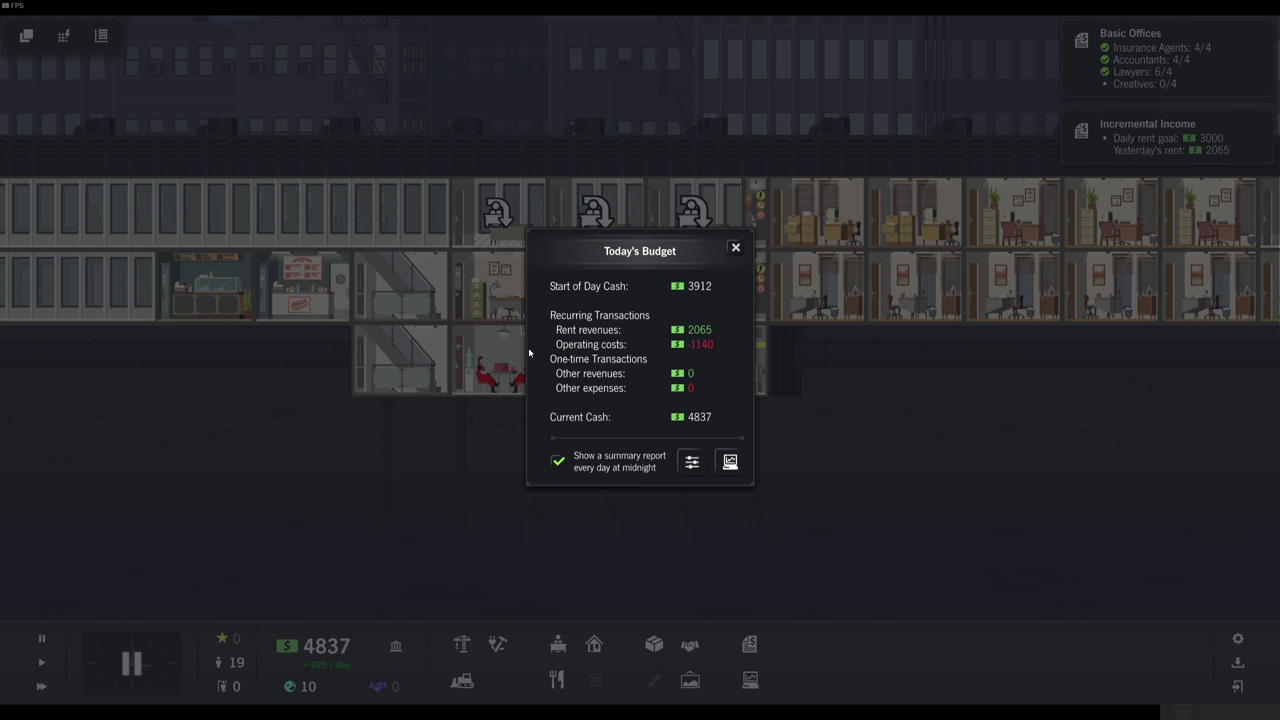 FPS
Basic Offices
Insurance Agents: 4/4
Accountants: 4/4
Lawyers: 6/4
• Creatives: 0/4
Incremental Income
• Daily rent goal: $ 3000
Yesterday's rent: $ 2065
Today's Budget
Start of Day Cash: $ 3912
Recurring Transactions
Rent revenues: $ 2065
Operating costs: $ -1140
One-time Transactions
Other revenues: $ 0
Other expenses: $ 0
Current Cash: $ 4837
Show a summary report
every day at midnight
0
$ 4837
19
+ 925 / day
0
10
0